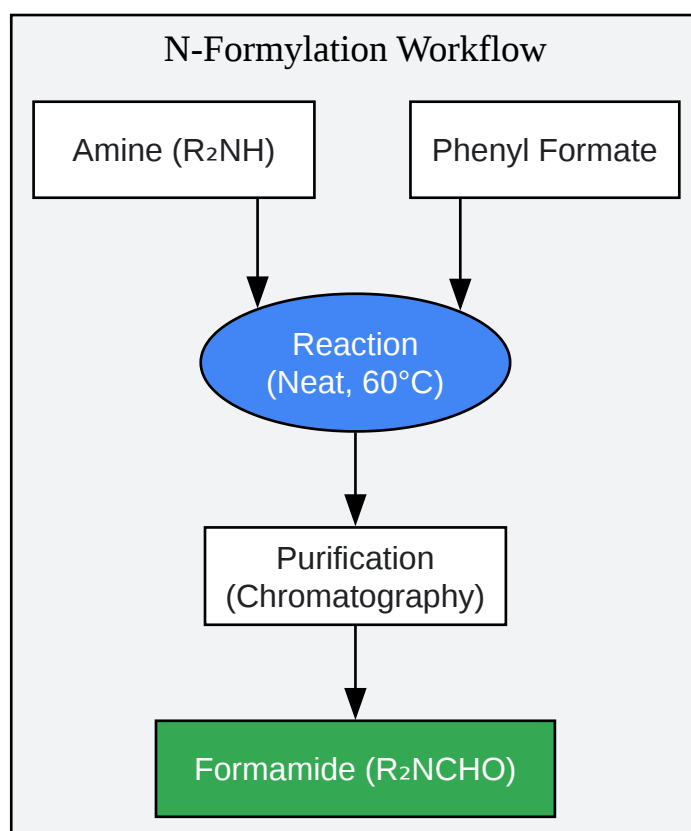 N-Formylation Workflow
Amine (R₂NH)
Phenyl Formate
Reaction
(Neat, 60°C)
Purification
(Chromatography)
Formamide (R₂NCHO)